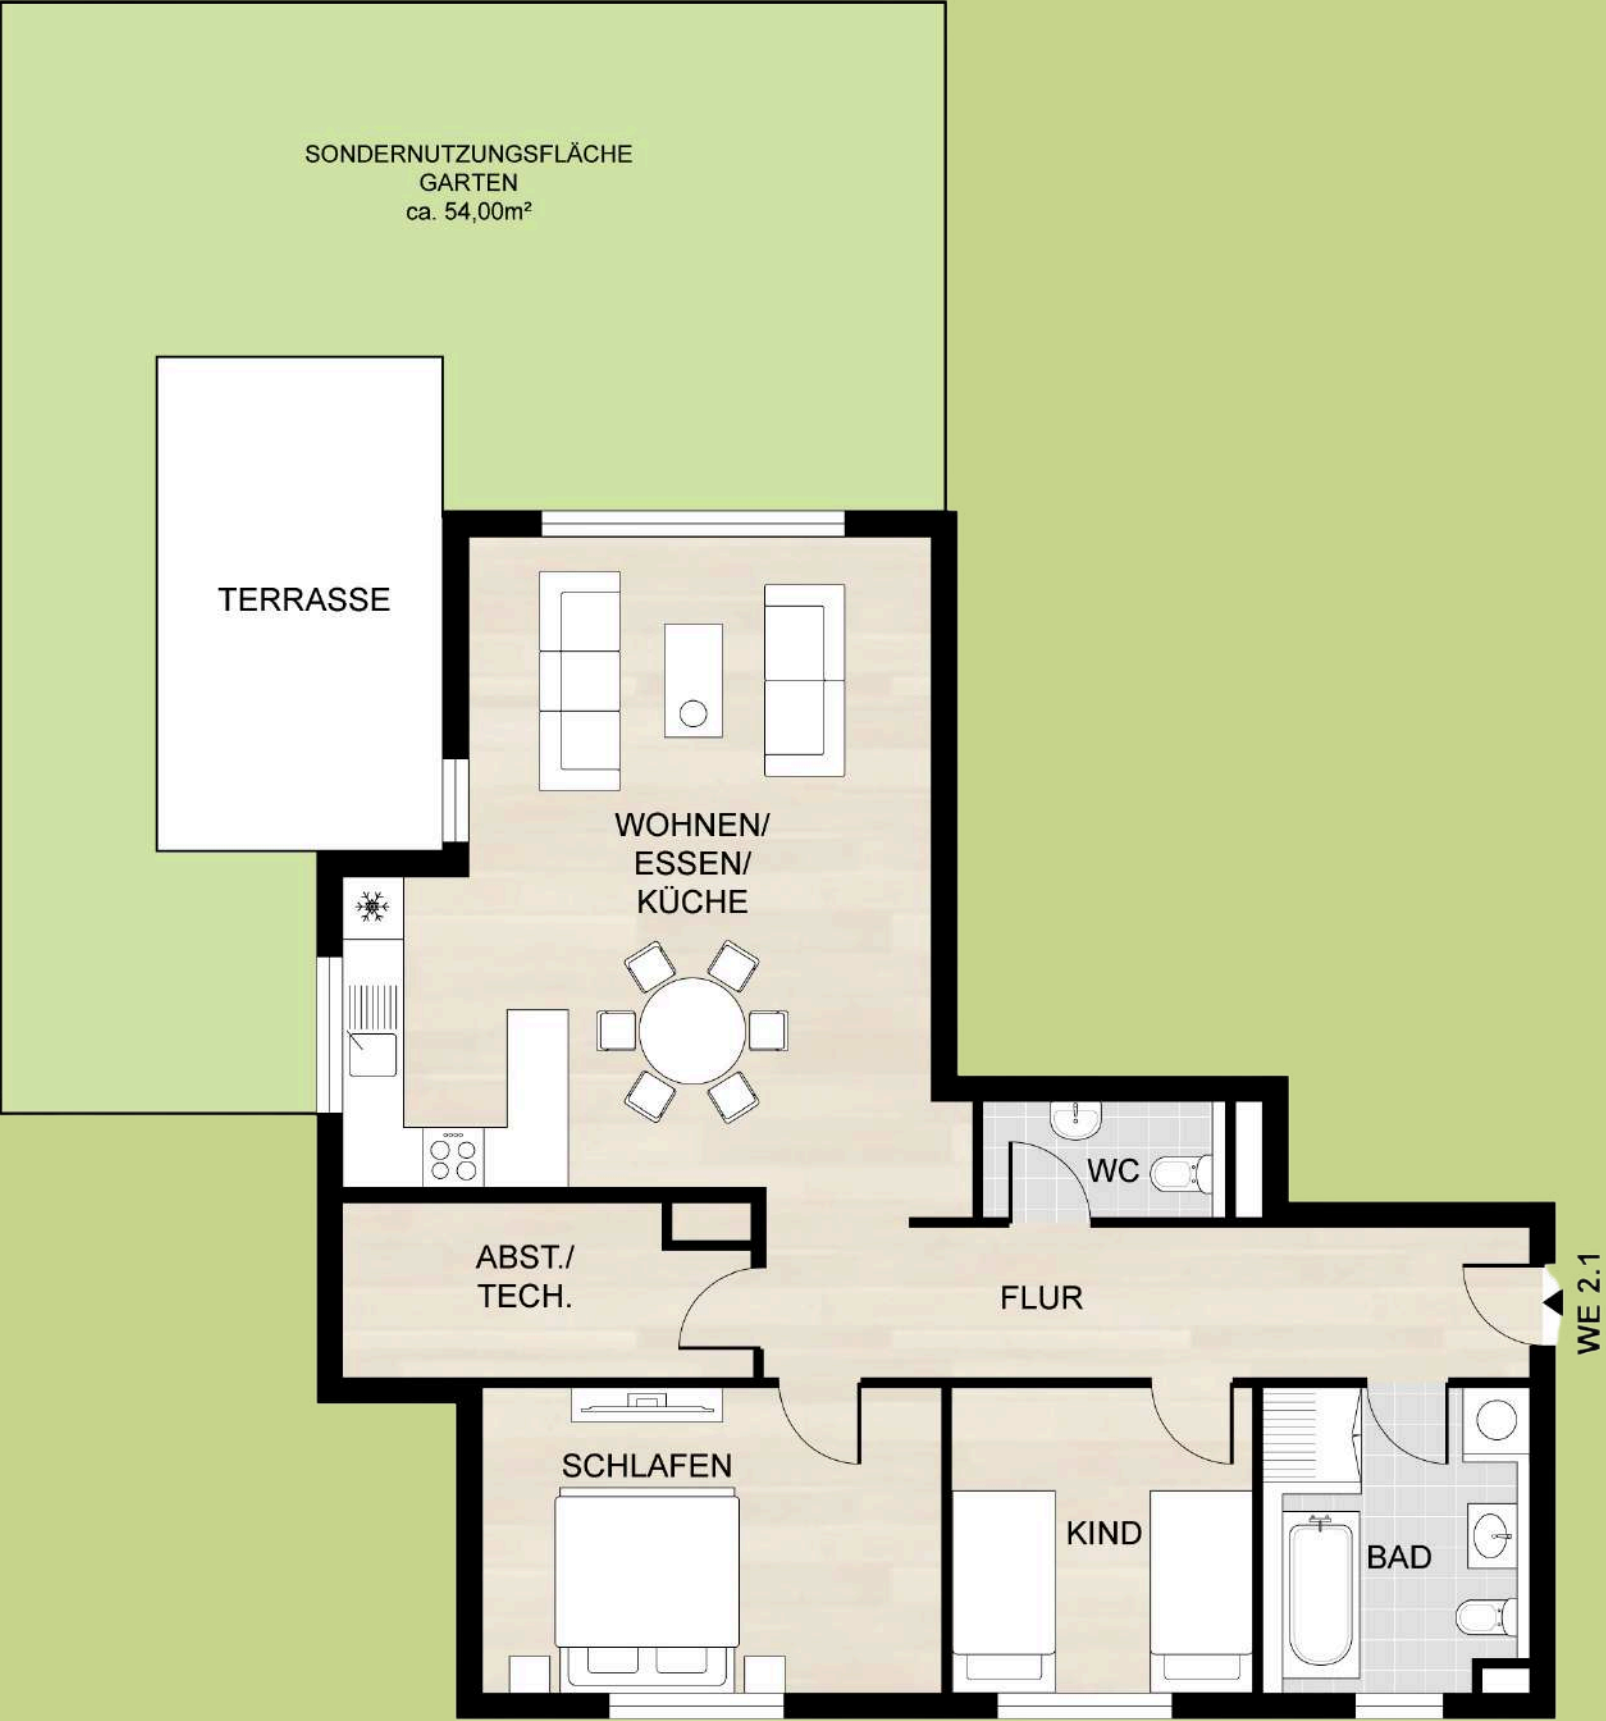 SONDERNUTZUNGSFLÄCHE
GARTEN
ca. 54,00m²
TERRASSE
WOHNEN/
ESSEN/
KÜCHE
WC
ABST./
TECH.
FLUR
WE 2.1
SCHLAFEN
KIND
BAD